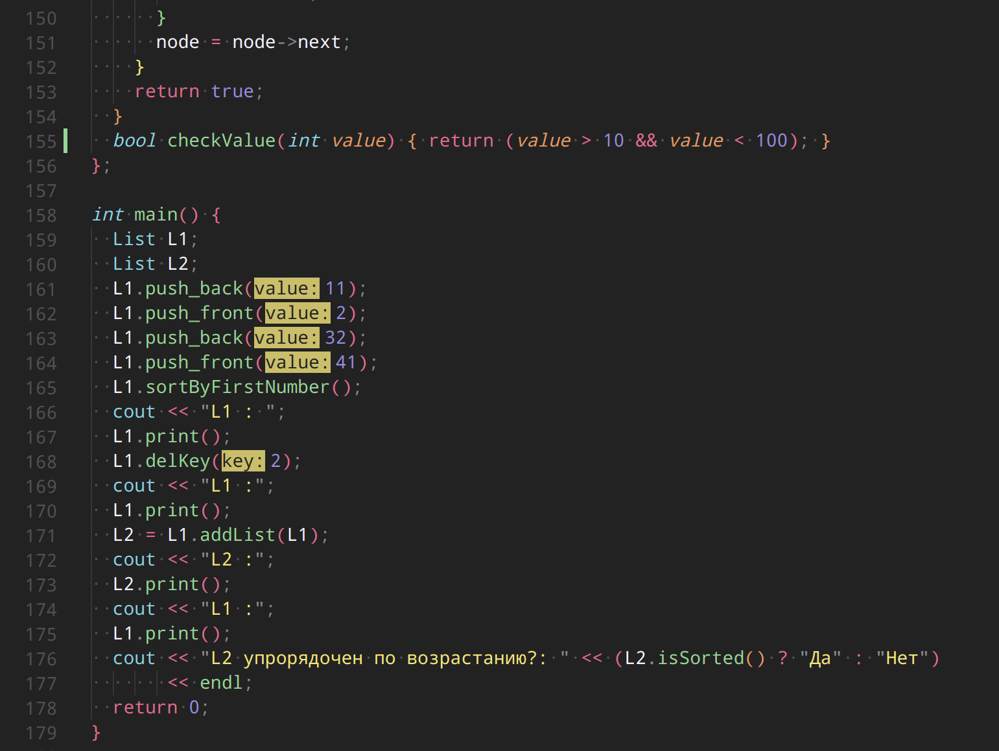 150 }
151 node = node->next;
152 }
153 return true;
154 }
155 bool checkValue(int value) { return (value > 10 && value < 100); }
156 };
157
158 int main() {
159 List L1;
160 List L2;
161 L1.push_back(value: 11);
162 L1.push_front(value: 2);
163 L1.push_back(value: 32);
164 L1.push_front(value: 41);
165 L1.sortByFirstNumber();
166 cout << "L1 : ";
167 L1.print();
168 L1.delKey(key: 2);
169 cout << "L1 :";
170 L1.print();
171 L2 = L1.addList(L1);
172 cout << "L2 :";
173 L2.print();
174 cout << "L1 :";
175 L1.print();
176 cout << "L2 упрорядочен по возрастанию?: " << (L2.isSorted() ? "Да" : "Нет")
177 << endl;
178 return 0;
179 }